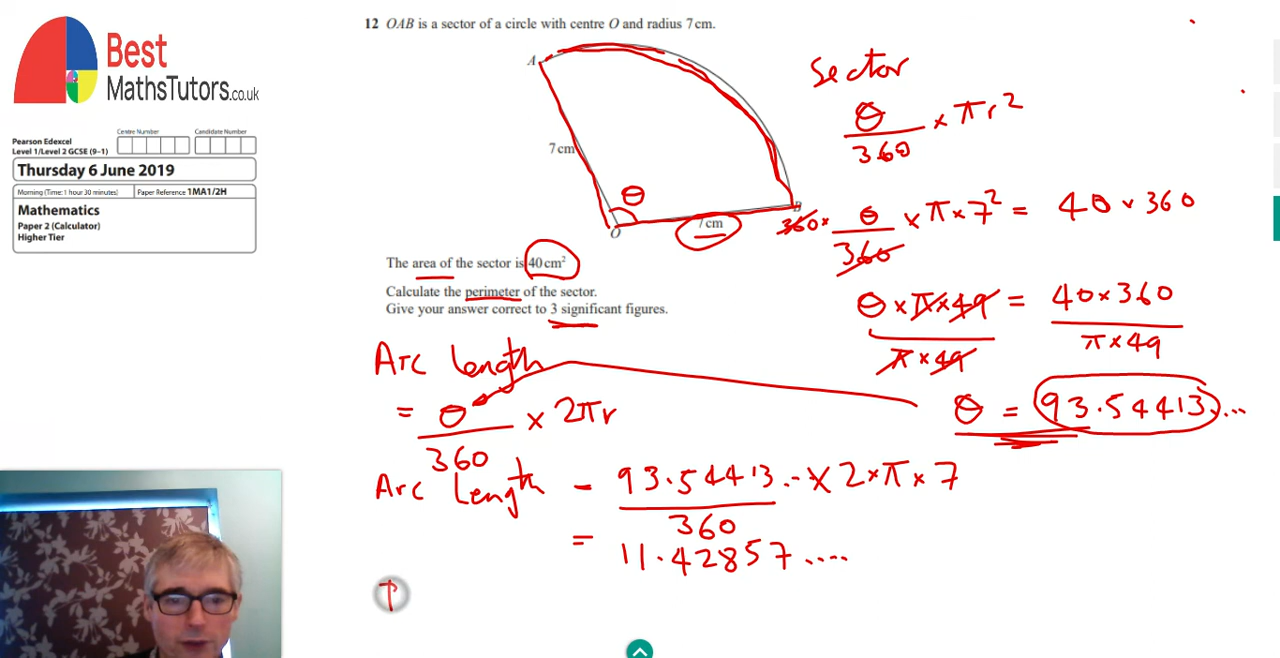 Best
MathsTutors.co.uk
Centre Number
Candidate Number
Pearson Edexcel
Level 1/Level 2 GCSE (9–1)
Thursday 6 June 2019
Morning (Time: 1 hour 30 minutes)
Paper Reference 1MA1/2H
Mathematics
Paper 2 (Calculator)
Higher Tier
12 OAB is a sector of a circle with centre O and radius 7 cm.
A
7 cm
θ
O
7 cm
B
The area of the sector is 40 cm²
Calculate the perimeter of the sector.
Give your answer correct to 3 significant figures.
Sector
θ/360 × πr²
360 × θ/360 × π × 7² = 40 × 360
θ × π × 49 / π × 49 = 40 × 360 / π × 49
θ = 93.54413....
Arc length
= θ/360 × 2πr
Arc Length = 93.54413.. / 360 × 2 × π × 7
= 11.42857....
P